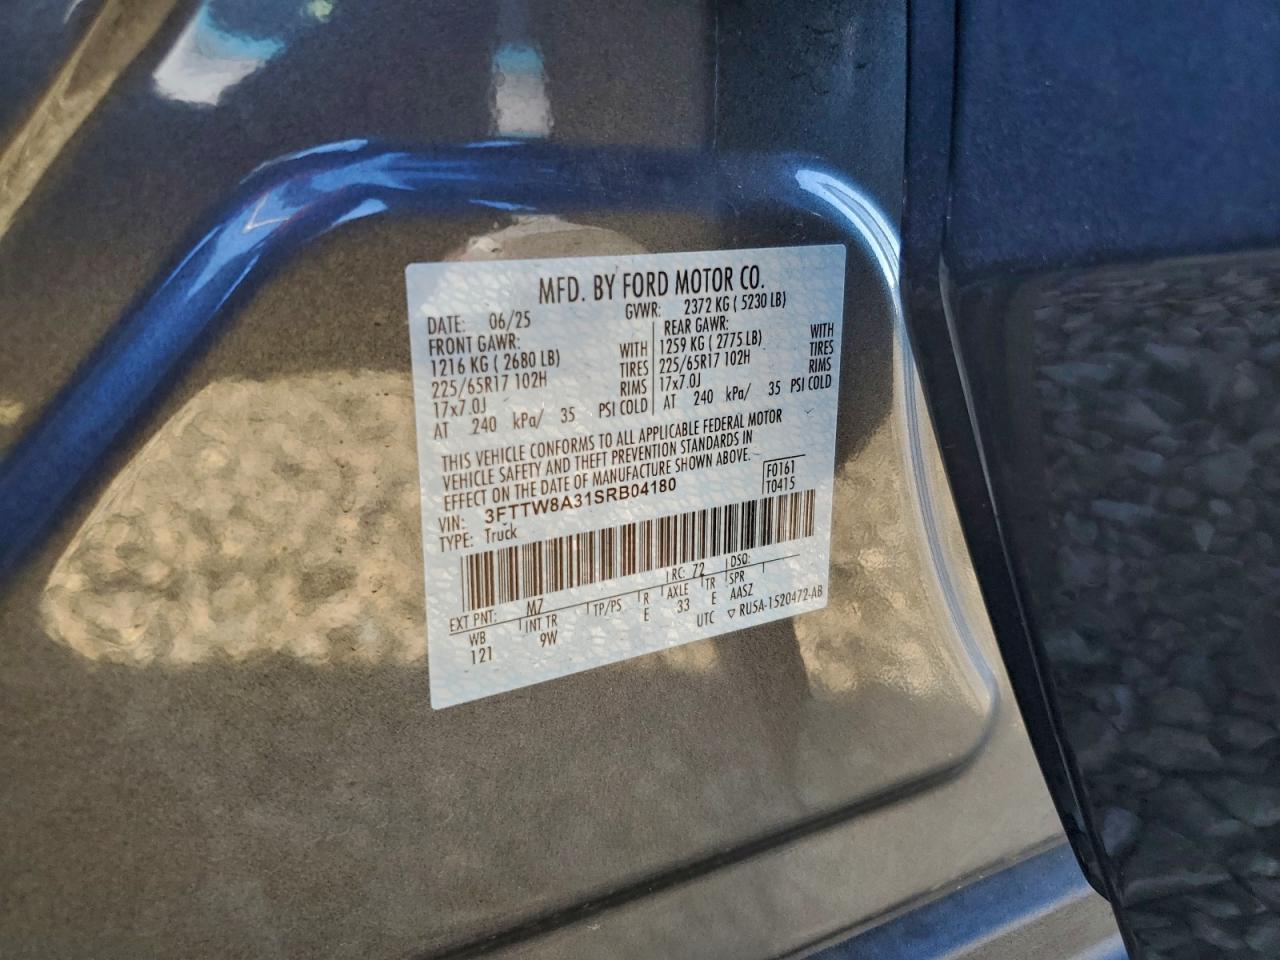 MFD. BY FORD MOTOR CO.
DATE: 06/25 GVWR: 2372 KG ( 5230 LB)
FRONT GAWR: REAR GAWR:
1216 KG ( 2680 LB) WITH 1259 KG ( 2775 LB) WITH
225/65R17 102H TIRES 225/65R17 102H TIRES
17x7.0J RIMS 17x7.0J RIMS
AT 240 kPa/ 35 PSI COLD AT 240 kPa/ 35 PSI COLD
THIS VEHICLE CONFORMS TO ALL APPLICABLE FEDERAL MOTOR
VEHICLE SAFETY AND THEFT PREVENTION STANDARDS IN
EFFECT ON THE DATE OF MANUFACTURE SHOWN ABOVE.
VIN: 3FTTW8A31SRB04180 F0161
TYPE: Truck T0415
EXT PNT: M7 RC: 72 DSO:
WB INT TR TP/PS R AXLE TR SPR
121 9W E 33 E AASZ
UTC ▽ RU5A-1520472-AB